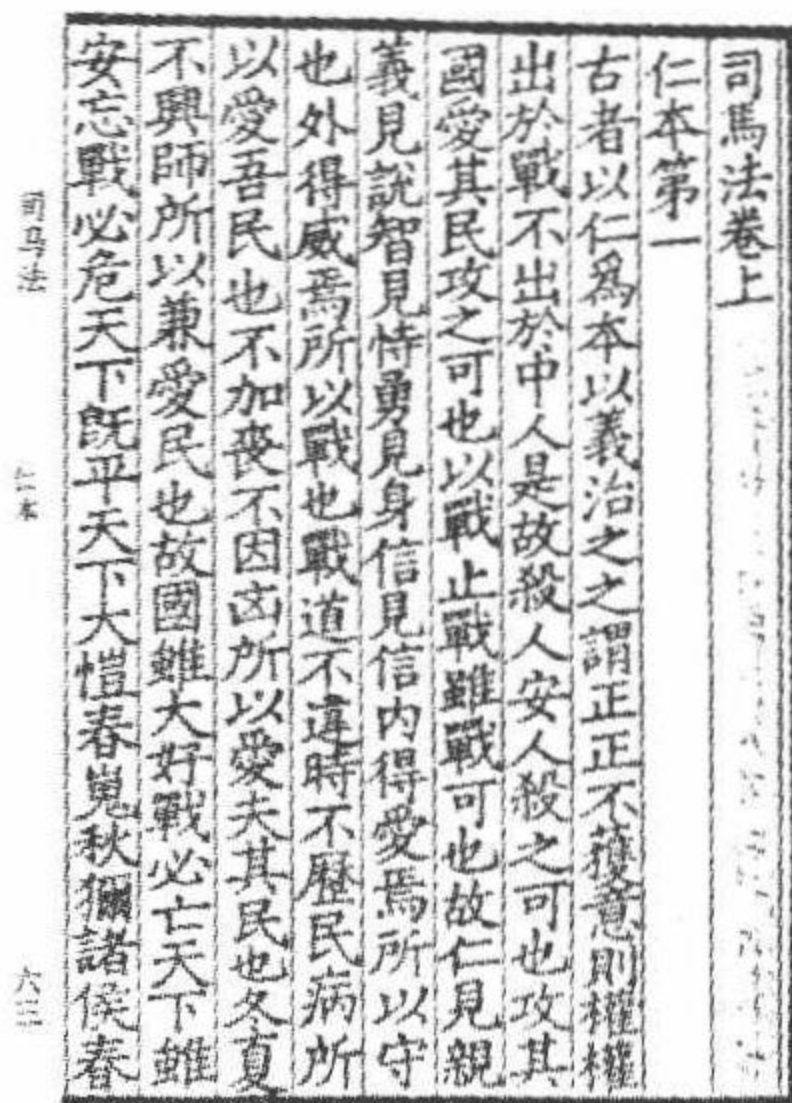 司馬法卷上
仁本第一
古者以仁爲本以義治之之謂正正不獲意則權權
出於戰不出於中人是故殺人安人殺之可也攻其
國愛其民攻之可也以戰止戰雖戰可也故仁見親
義見說智見恃勇見身信見信内得愛焉所以守
也外得威焉所以戰也戰道不違時不歷民病所
以愛吾民也不加喪不因凶所以愛夫其民也冬夏
不興師所以兼愛民也故國雖大好戰必亡天下雖
安忘戰必危天下旣平天下大愷春蒐秋獮諸侯春
司马法
仁本
六三